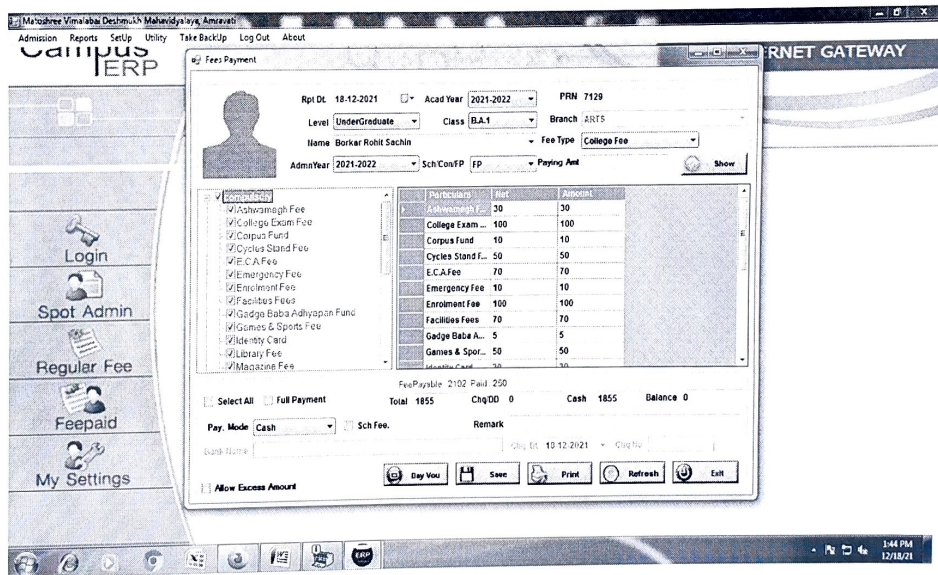 Matoshree Vimalabai Deshmukh Mahavidyalaya, Amravati
Admission Reports SetUp Utility Take BackUp Log Out About
Campus
ERP
ERNET GATEWAY
Fees Payment
Rpt Dt. 18-12-2021 Acad Year 2021-2022 PRN 7129
Level UnderGraduate Class B.A.1 Branch ARTS
Name Borkar Rohit Sachin Fee Type College Fee
AdmnYear 2021-2022 Sch'Con/FP FP Paying Amt Show
Compulsory
Ashwamegh Fee
College Exam Fee
Corpus Fund
Cycles Stand Fee
E.C.A.Fee
Emergency Fee
Enrolment Fee
Facilities Fees
Gadge Baba Adhyapan Fund
Games & Sports Fee
Identity Card
Library Fee
Magazine Fee
Particulars Net Amount
Ashwamegh F... 30 30
College Exam ... 100 100
Corpus Fund 10 10
Cycles Stand F... 50 50
E.C.A.Fee 70 70
Emergency Fee 10 10
Enrolment Fee 100 100
Facilities Fees 70 70
Gadge Baba A... 5 5
Games & Spor... 50 50
Identity Card 30 30
FeePayable 2102 Paid 250
Select All Full Payment Total 1855 Chq/DD 0 Cash 1855 Balance 0
Pay. Mode Cash Sch Fee. Remark
Bank Name Chq Dt 18-12-2021 Chq No
Allow Excess Amount
Day Vou Save Print Refresh Exit
Login
Spot Admin
Regular Fee
Feepaid
My Settings
ERP
1:44 PM
12/18/21